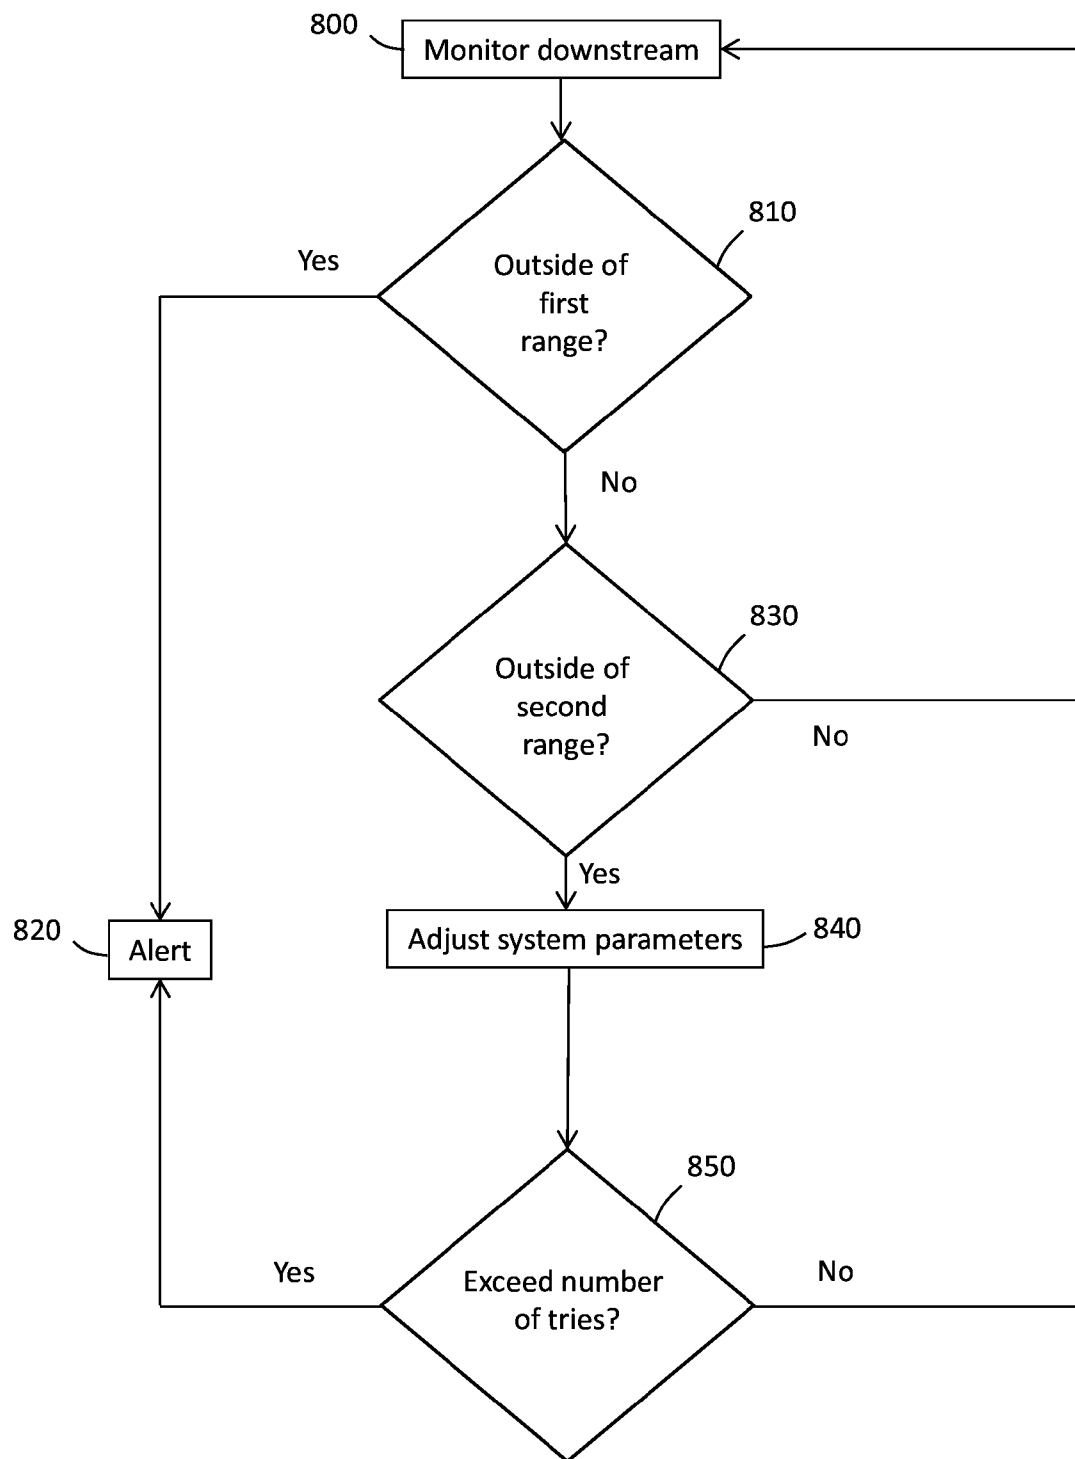 800
Monitor downstream
810
Yes
Outside of
first
range?
No
830
Outside of
second
range?
No
Yes
820
Alert
Adjust system parameters
840
850
Yes
Exceed number
of tries?
No